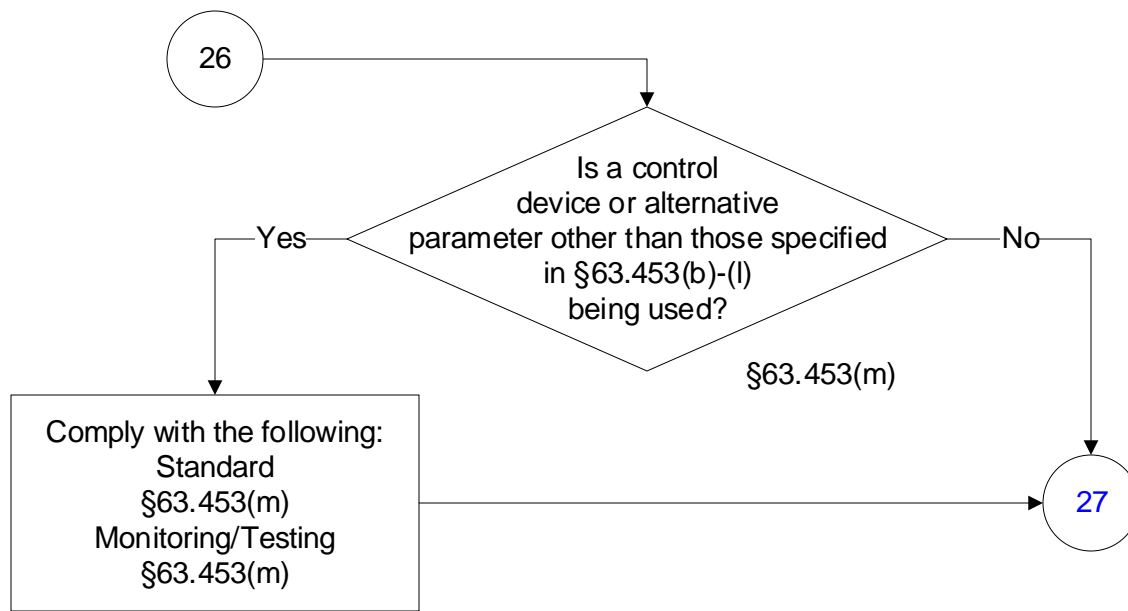 26
Is a control
device or alternative
parameter other than those specified
in §63.453(b)-(l)
being used?
Yes
No
§63.453(m)
Comply with the following:
Standard
§63.453(m)
Monitoring/Testing
§63.453(m)
27